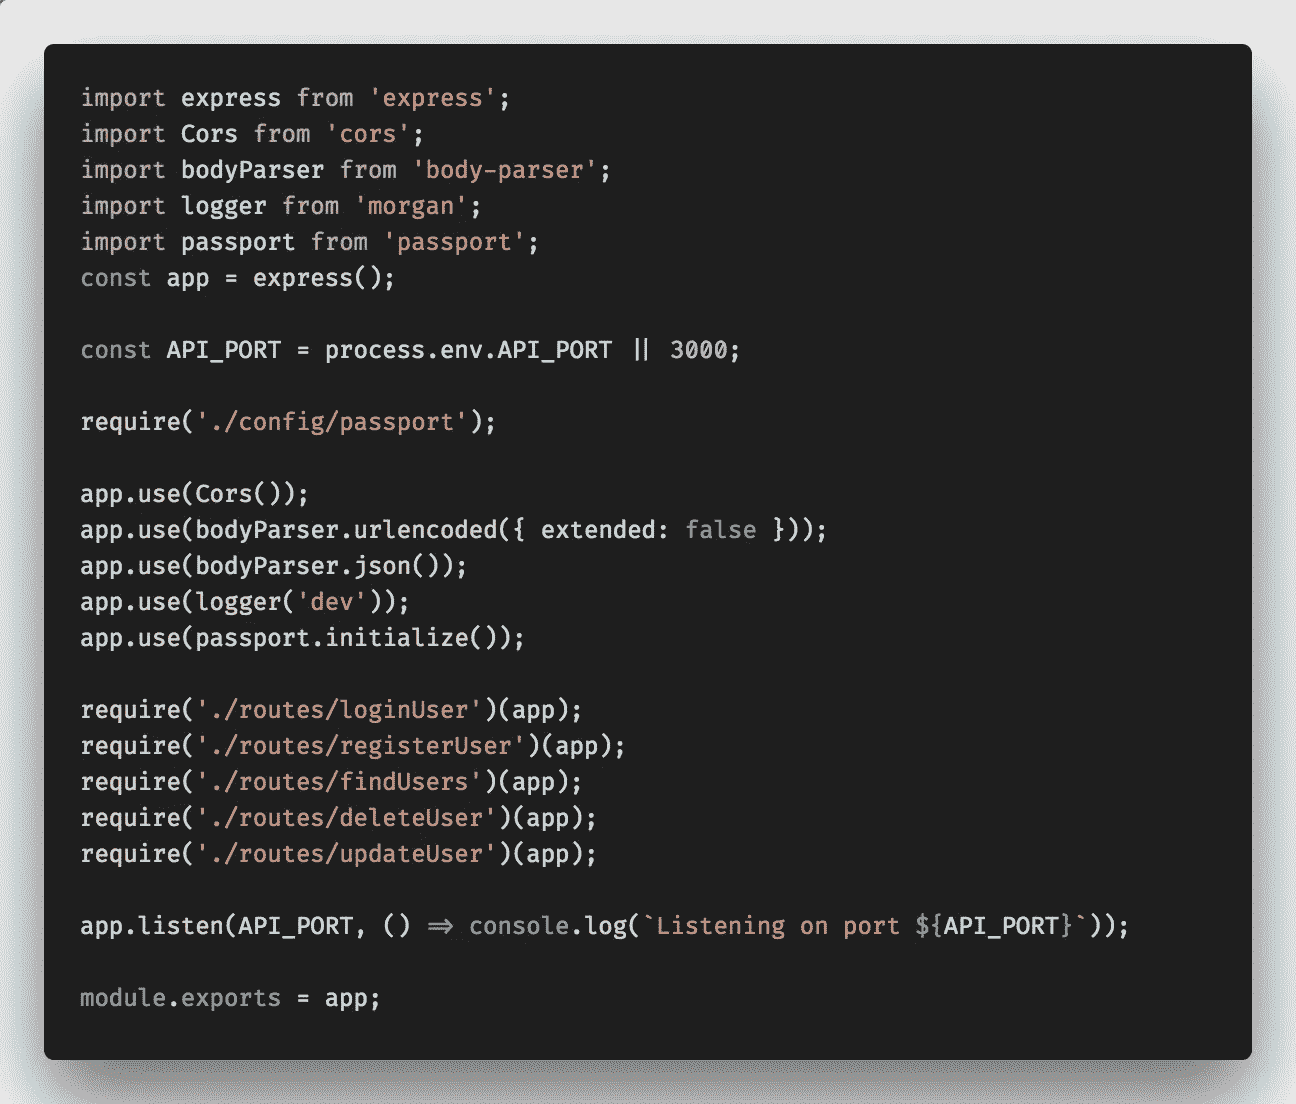 import express from 'express';
import Cors from 'cors';
import bodyParser from 'body-parser';
import logger from 'morgan';
import passport from 'passport';
const app = express();
const API_PORT = process.env.API_PORT || 3000;
require('./config/passport');
app.use(Cors());
app.use(bodyParser.urlencoded({ extended: false }));
app.use(bodyParser.json());
app.use(logger('dev'));
app.use(passport.initialize());
require('./routes/loginUser')(app);
require('./routes/registerUser')(app);
require('./routes/findUsers')(app);
require('./routes/deleteUser')(app);
require('./routes/updateUser')(app);
app.listen(API_PORT, () => console.log(`Listening on port ${API_PORT}`));
module.exports = app;